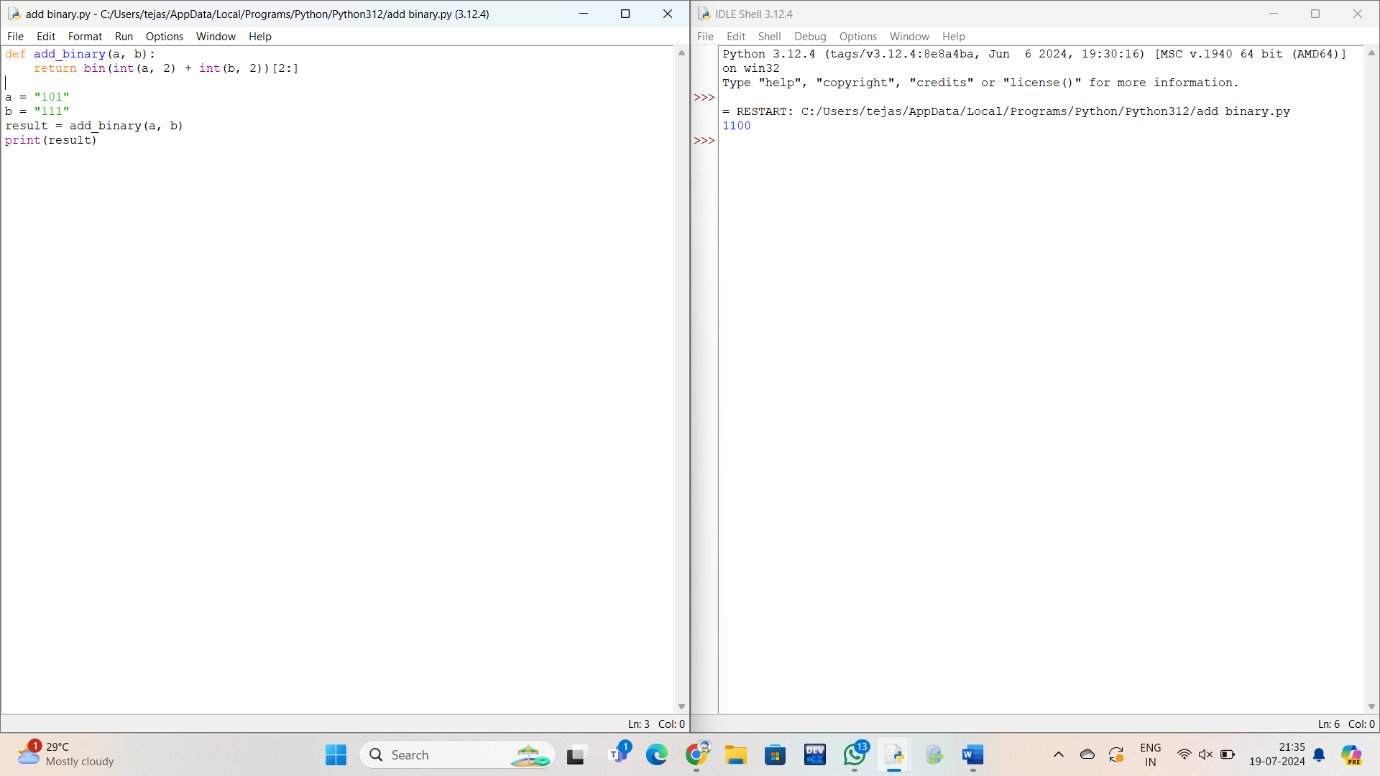 add binary.py - C:/Users/tejas/AppData/Local/Programs/Python/Python312/add binary.py (3.12.4)
File Edit Format Run Options Window Help
def add_binary(a, b):
    return bin(int(a, 2) + int(b, 2))[2:]

a = "101"
b = "111"
result = add_binary(a, b)
print(result)
Ln: 3 Col: 0
IDLE Shell 3.12.4
File Edit Shell Debug Options Window Help
Python 3.12.4 (tags/v3.12.4:8e8a4ba, Jun  6 2024, 19:30:16) [MSC v.1940 64 bit (AMD64)]
on win32
Type "help", "copyright", "credits" or "license()" for more information.
>>>
= RESTART: C:/Users/tejas/AppData/Local/Programs/Python/Python312/add binary.py
1100
>>>
Ln: 6 Col: 0
1
29°C
Mostly cloudy
Search
1
DEV
13
W
ENG
IN
21:35
19-07-2024
PRE